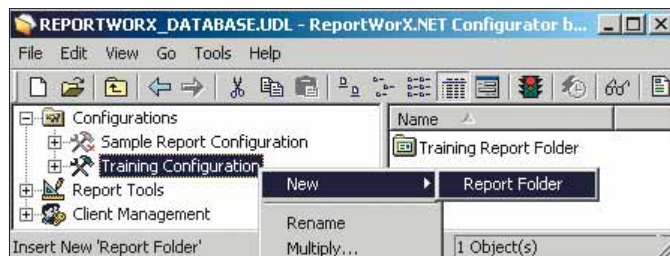 REPORTWORX_DATABASE.UDL - ReportWorX.NET Configurator b...
File Edit View Go Tools Help
Configurations
Sample Report Configuration
Training Configuration
Report Tools
Client Management
Name
Training Report Folder
New
Report Folder
Rename
Multiply...
Insert New 'Report Folder'
1 Object(s)